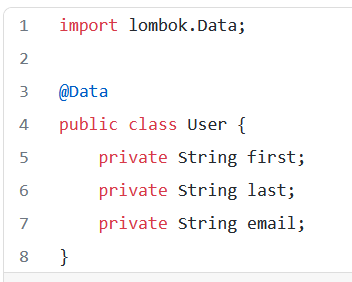 1 import lombok.Data;
2
3 @Data
4 public class User {
5     private String first;
6     private String last;
7     private String email;
8 }